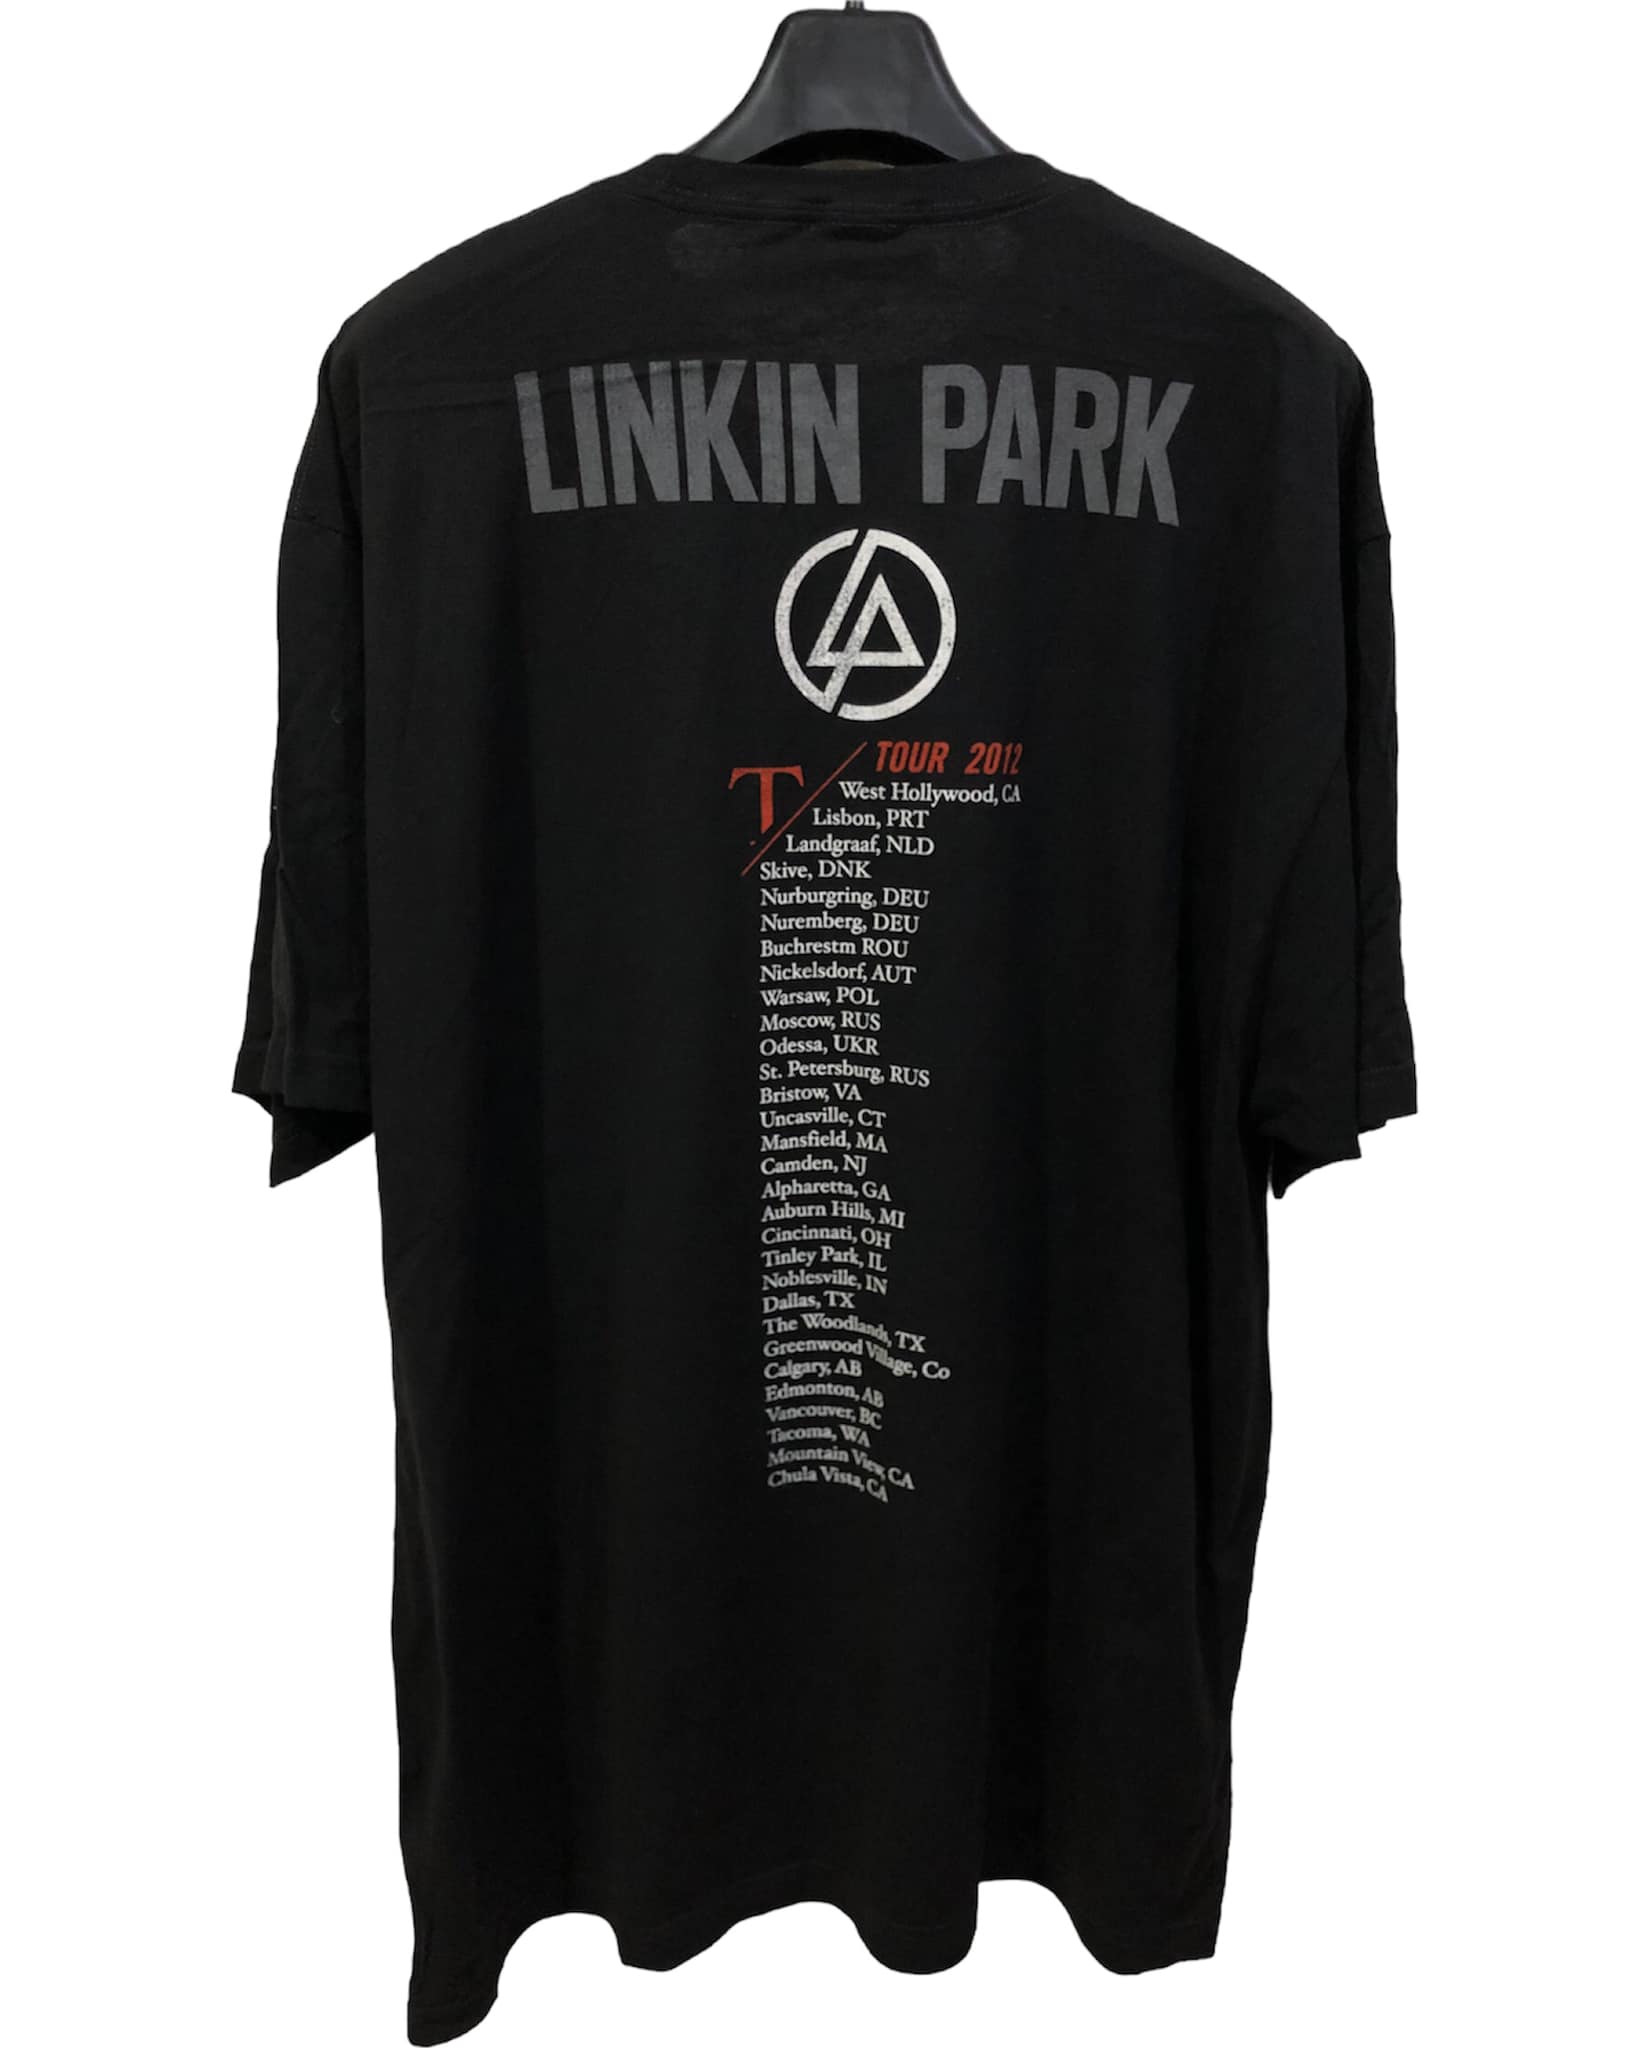 LINKIN PARK
T
TOUR 2012
West Hollywood, CA
Lisbon, PRT
Landgraaf, NLD
Skive, DNK
Nurburgring, DEU
Nuremberg, DEU
Buchrestm ROU
Nickelsdorf, AUT
Warsaw, POL
Moscow, RUS
Odessa, UKR
St. Petersburg, RUS
Bristow, VA
Uncasville, CT
Mansfield, MA
Camden, NJ
Alpharetta, GA
Auburn Hills, MI
Cincinnati, OH
Tinley Park, IL
Noblesville, IN
Dallas, TX
The Woodlands, TX
Greenwood Village, Co
Calgary, AB
Edmonton, AB
Vancouver, BC
Tacoma, WA
Mountain View, CA
Chula Vista, CA